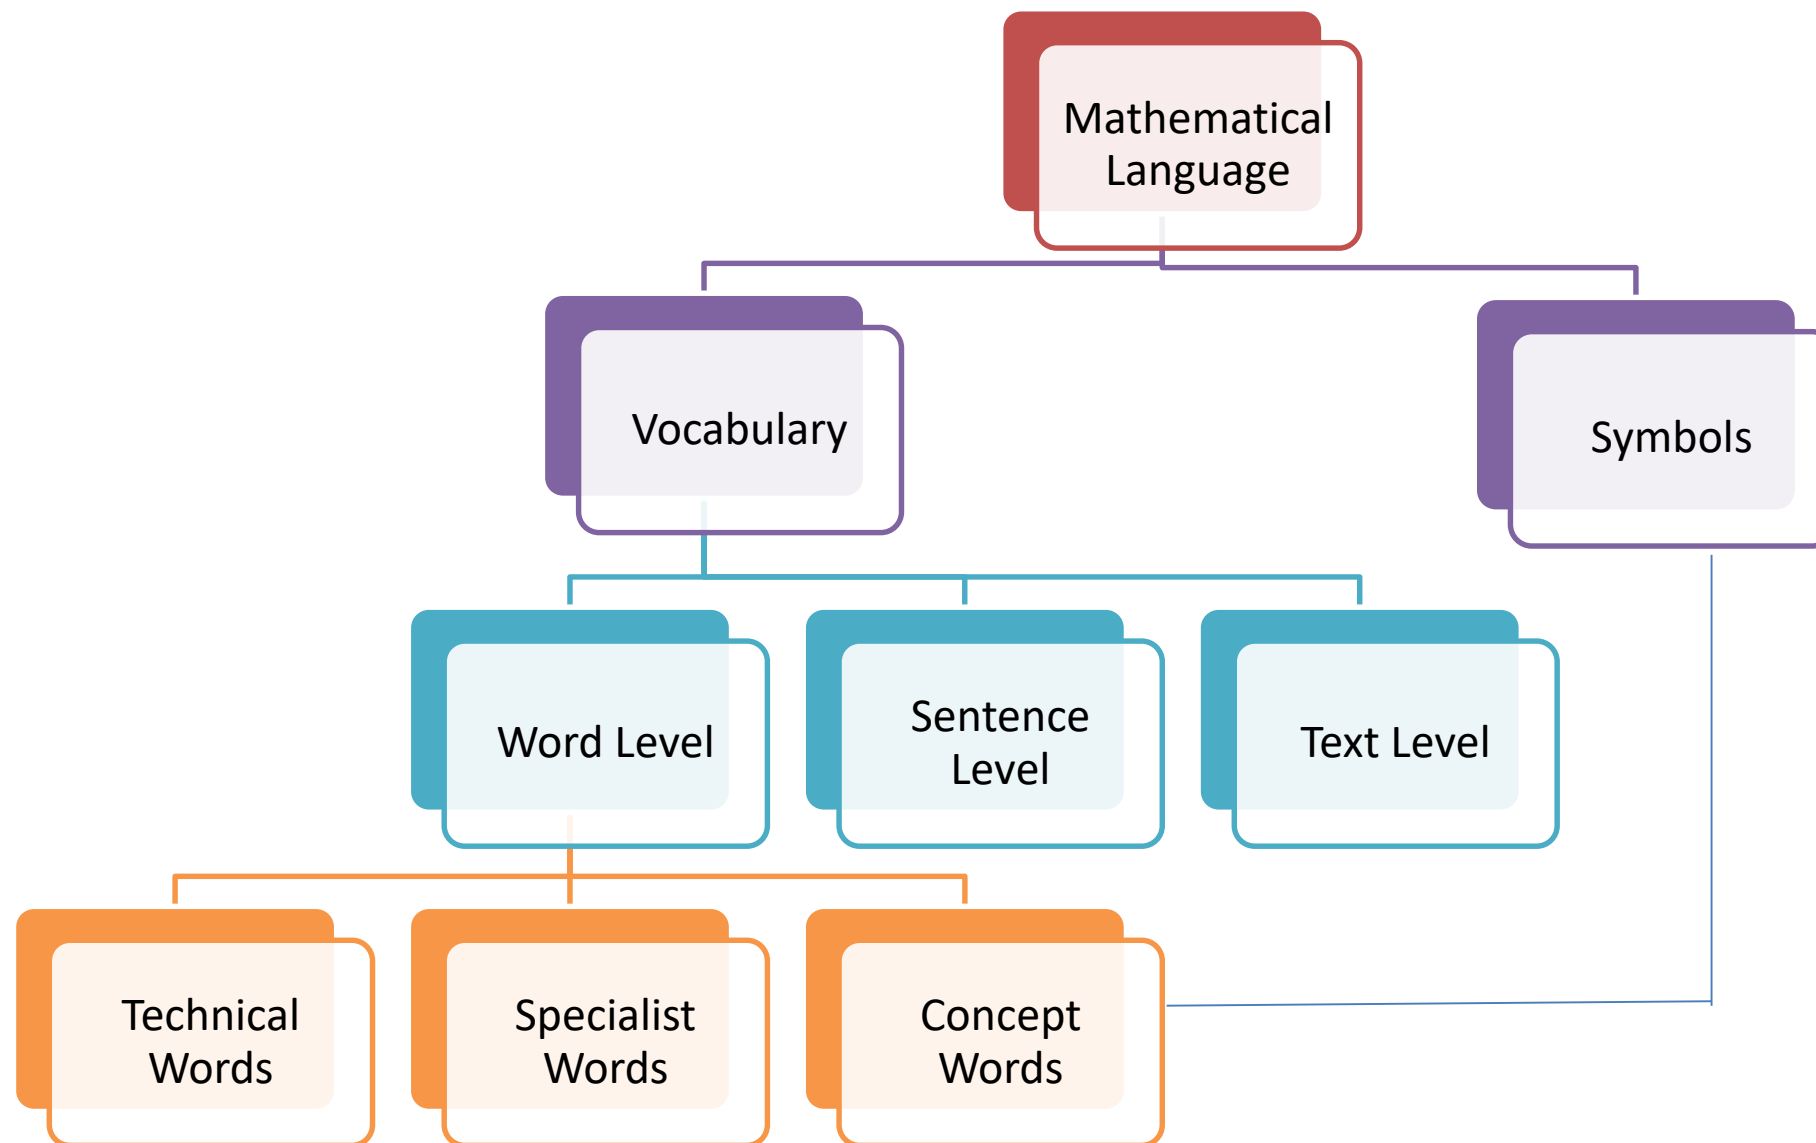 Mathematical
Language
Vocabulary
Symbols
Word Level
Sentence
Level
Text Level
Technical
Words
Specialist
Words
Concept
Words